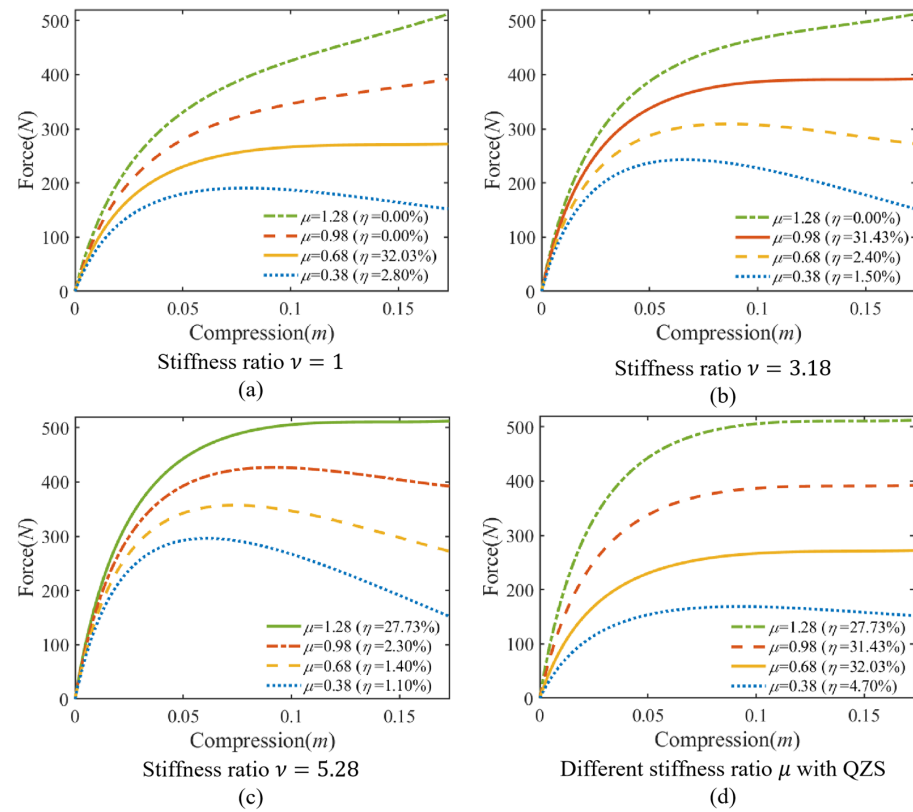 500
400
300
200
100
0
Force(N)
μ=1.28 (η=0.00%)
μ=0.98 (η=0.00%)
μ=0.68 (η=32.03%)
μ=0.38 (η=2.80%)
0 0.05 0.1 0.15
Compression(m)
Stiffness ratio ν = 1
(a)
500
400
300
200
100
0
Force(N)
μ=1.28 (η=0.00%)
μ=0.98 (η=31.43%)
μ=0.68 (η=2.40%)
μ=0.38 (η=1.50%)
0 0.05 0.1 0.15
Compression(m)
Stiffness ratio ν = 3.18
(b)
500
400
300
200
100
0
Force(N)
μ=1.28 (η=27.73%)
μ=0.98 (η=2.30%)
μ=0.68 (η=1.40%)
μ=0.38 (η=1.10%)
0 0.05 0.1 0.15
Compression(m)
Stiffness ratio ν = 5.28
(c)
500
400
300
200
100
0
Force(N)
μ=1.28 (η=27.73%)
μ=0.98 (η=31.43%)
μ=0.68 (η=32.03%)
μ=0.38 (η=4.70%)
0 0.05 0.1 0.15
Compression(m)
Different stiffness ratio μ with QZS
(d)